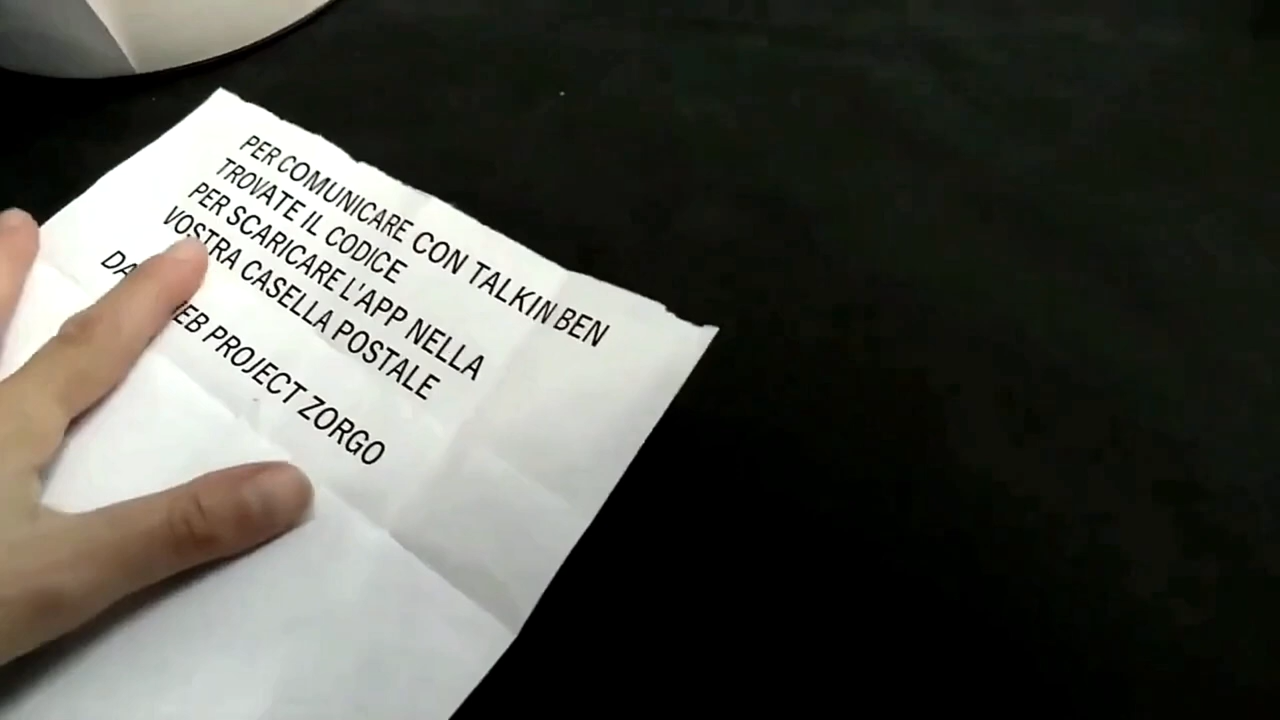 PER COMUNICARE CON TALKIN BEN
TROVATE IL CODICE
PER SCARICARE L'APP NELLA
VOSTRA CASELLA POSTALE
PROJECT ZORGO